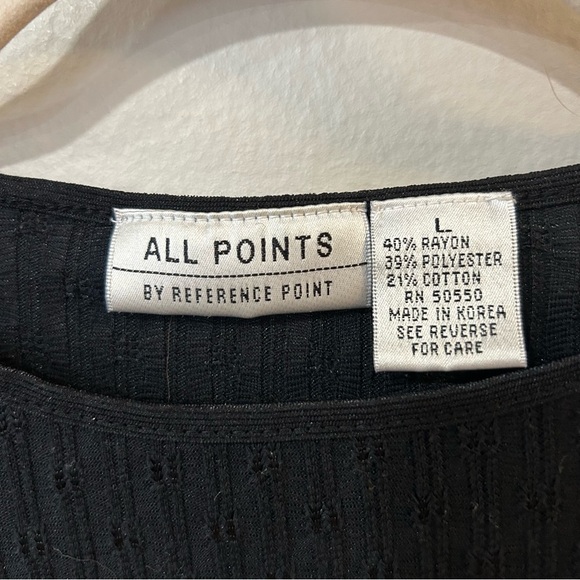 ALL POINTS
BY REFERENCE POINT
L
40% RAYON
39% POLYESTER
21% COTTON
RN 50550
MADE IN KOREA
SEE REVERSE
FOR CARE